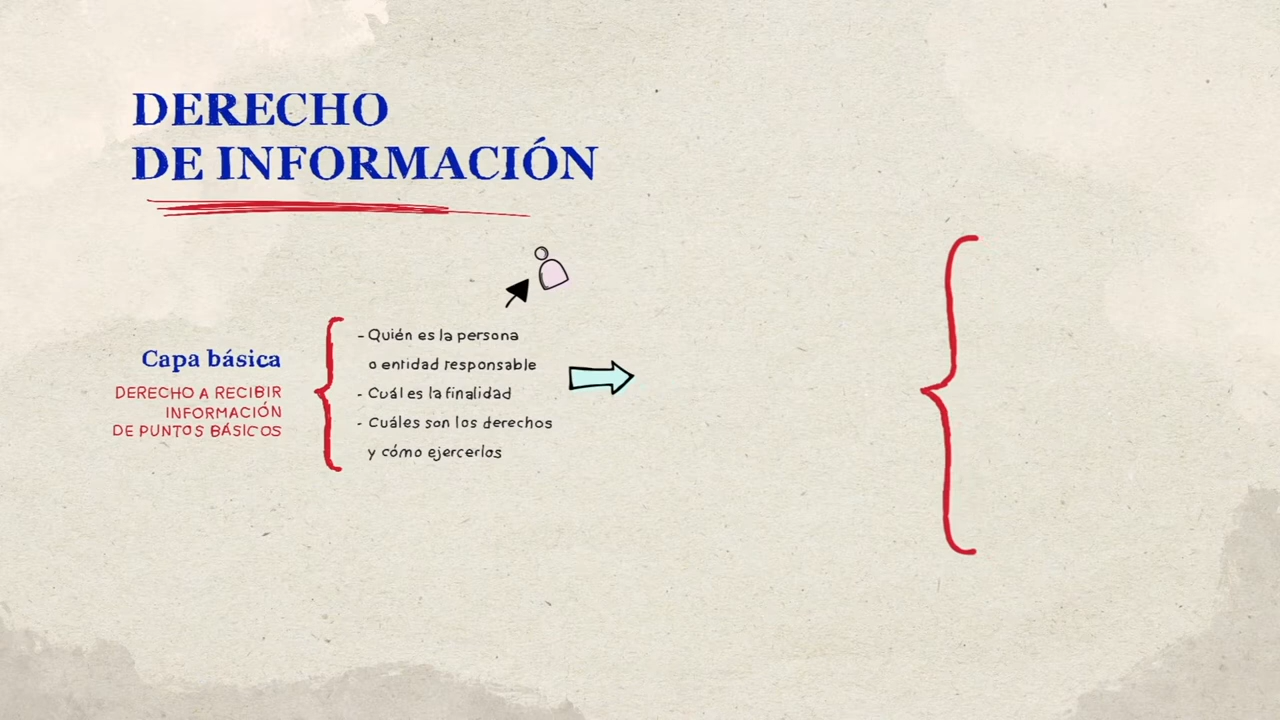 DERECHO
DE INFORMACIÓN
Capa básica
DERECHO A RECIBIR
INFORMACIÓN
DE PUNTOS BÁSICOS
- Quién es la persona
o entidad responsable
- Cuál es la finalidad
- Cuáles son los derechos
y cómo ejercerlos